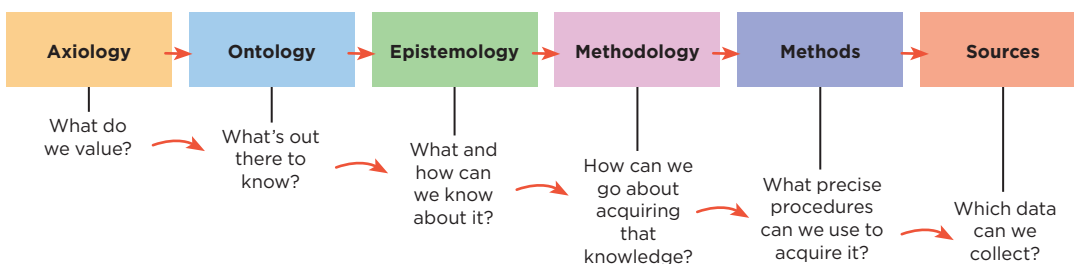 Axiology
Ontology
Epistemology
Methodology
Methods
Sources
What do
we value?
What’s out
there to
know?
What and
how can
we know
about it?
How can we
go about
acquiring
that
knowledge?
What precise
procedures
can we use to
acquire it?
Which data
can we
collect?